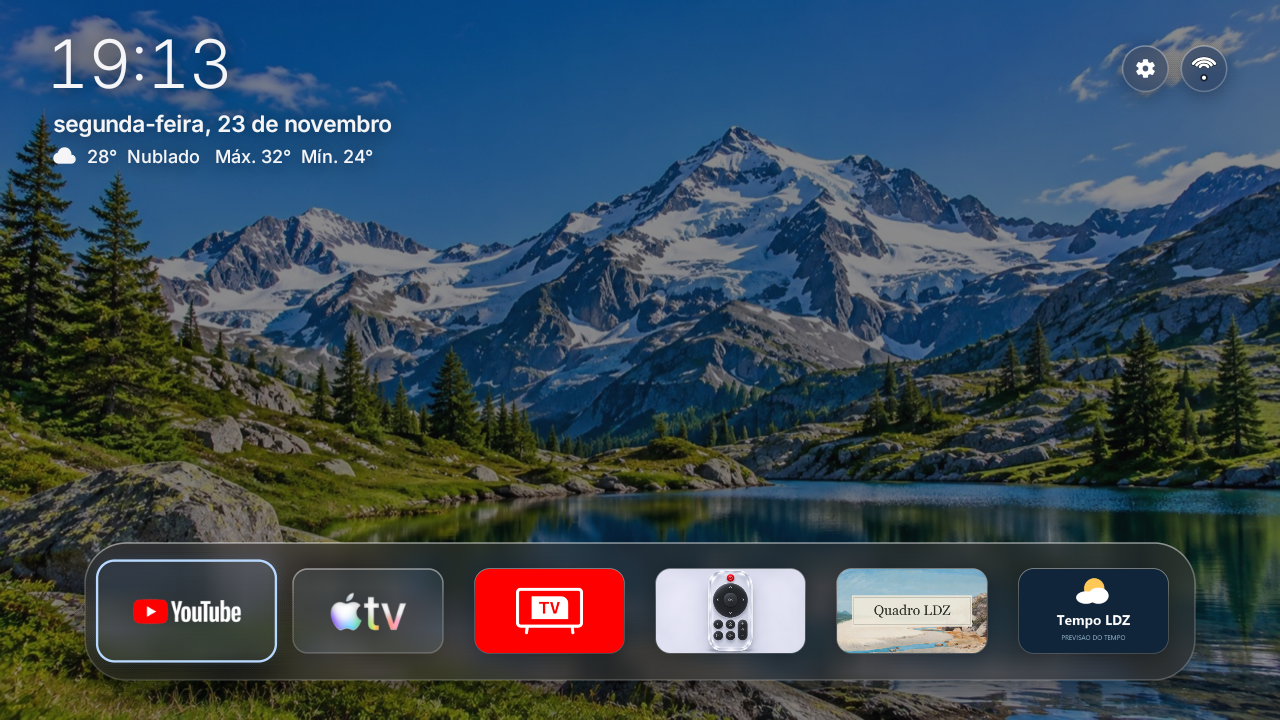 19:13
segunda-feira, 23 de novembro
28° Nublado Máx. 32° Mín. 24°
YouTube
tv
TV
Quadro LDZ
Tempo LDZ
PREVISAO DO TEMPO